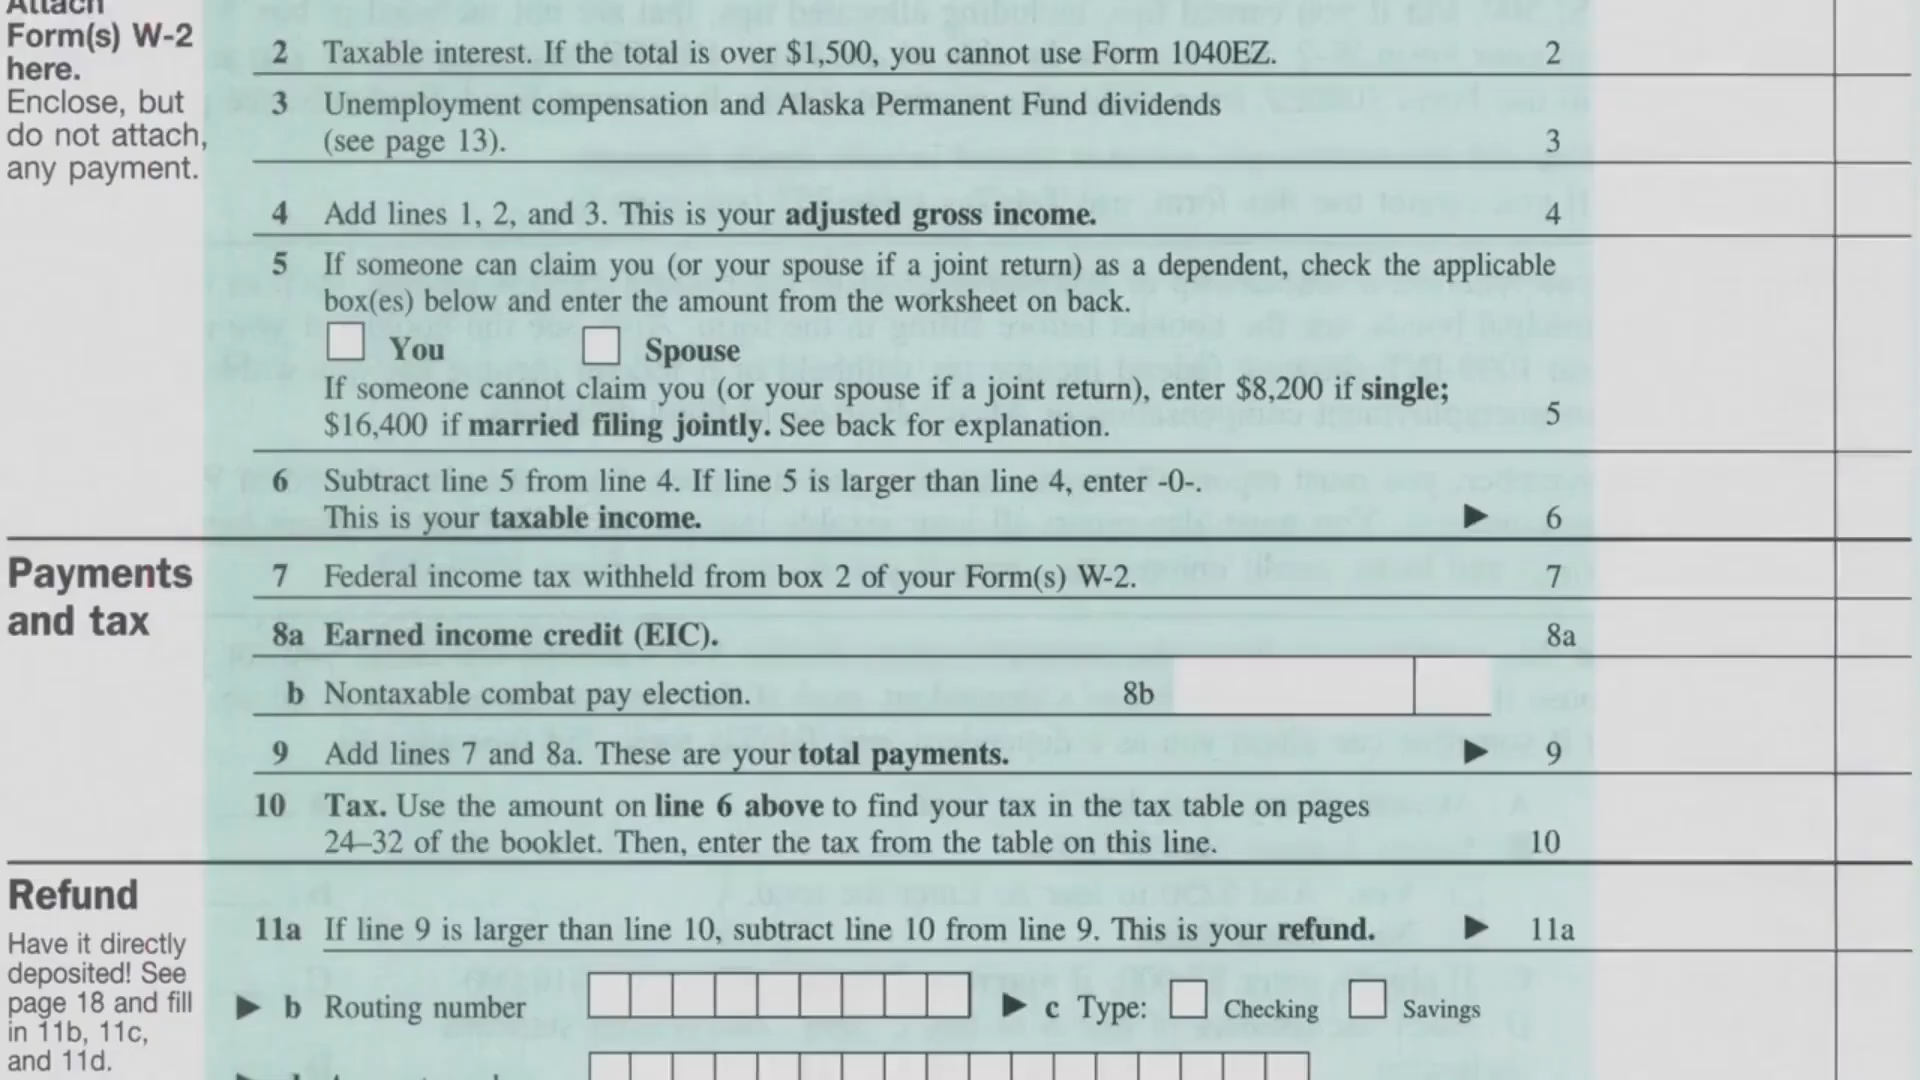 Attach
Form(s) W-2
here.
Enclose, but
do not attach,
any payment.
2 Taxable interest. If the total is over $1,500, you cannot use Form 1040EZ. 2
3 Unemployment compensation and Alaska Permanent Fund dividends
(see page 13). 3
4 Add lines 1, 2, and 3. This is your adjusted gross income. 4
5 If someone can claim you (or your spouse if a joint return) as a dependent, check the applicable
box(es) below and enter the amount from the worksheet on back.
You Spouse
If someone cannot claim you (or your spouse if a joint return), enter $8,200 if single;
$16,400 if married filing jointly. See back for explanation. 5
6 Subtract line 5 from line 4. If line 5 is larger than line 4, enter -0-.
This is your taxable income. ▶ 6
Payments
and tax
7 Federal income tax withheld from box 2 of your Form(s) W-2. 7
8a Earned income credit (EIC). 8a
b Nontaxable combat pay election. 8b
9 Add lines 7 and 8a. These are your total payments. ▶ 9
10 Tax. Use the amount on line 6 above to find your tax in the tax table on pages
24–32 of the booklet. Then, enter the tax from the table on this line. 10
Refund
Have it directly
deposited! See
page 18 and fill
in 11b, 11c,
and 11d.
11a If line 9 is larger than line 10, subtract line 10 from line 9. This is your refund. ▶ 11a
▶ b Routing number ▶ c Type: Checking Savings